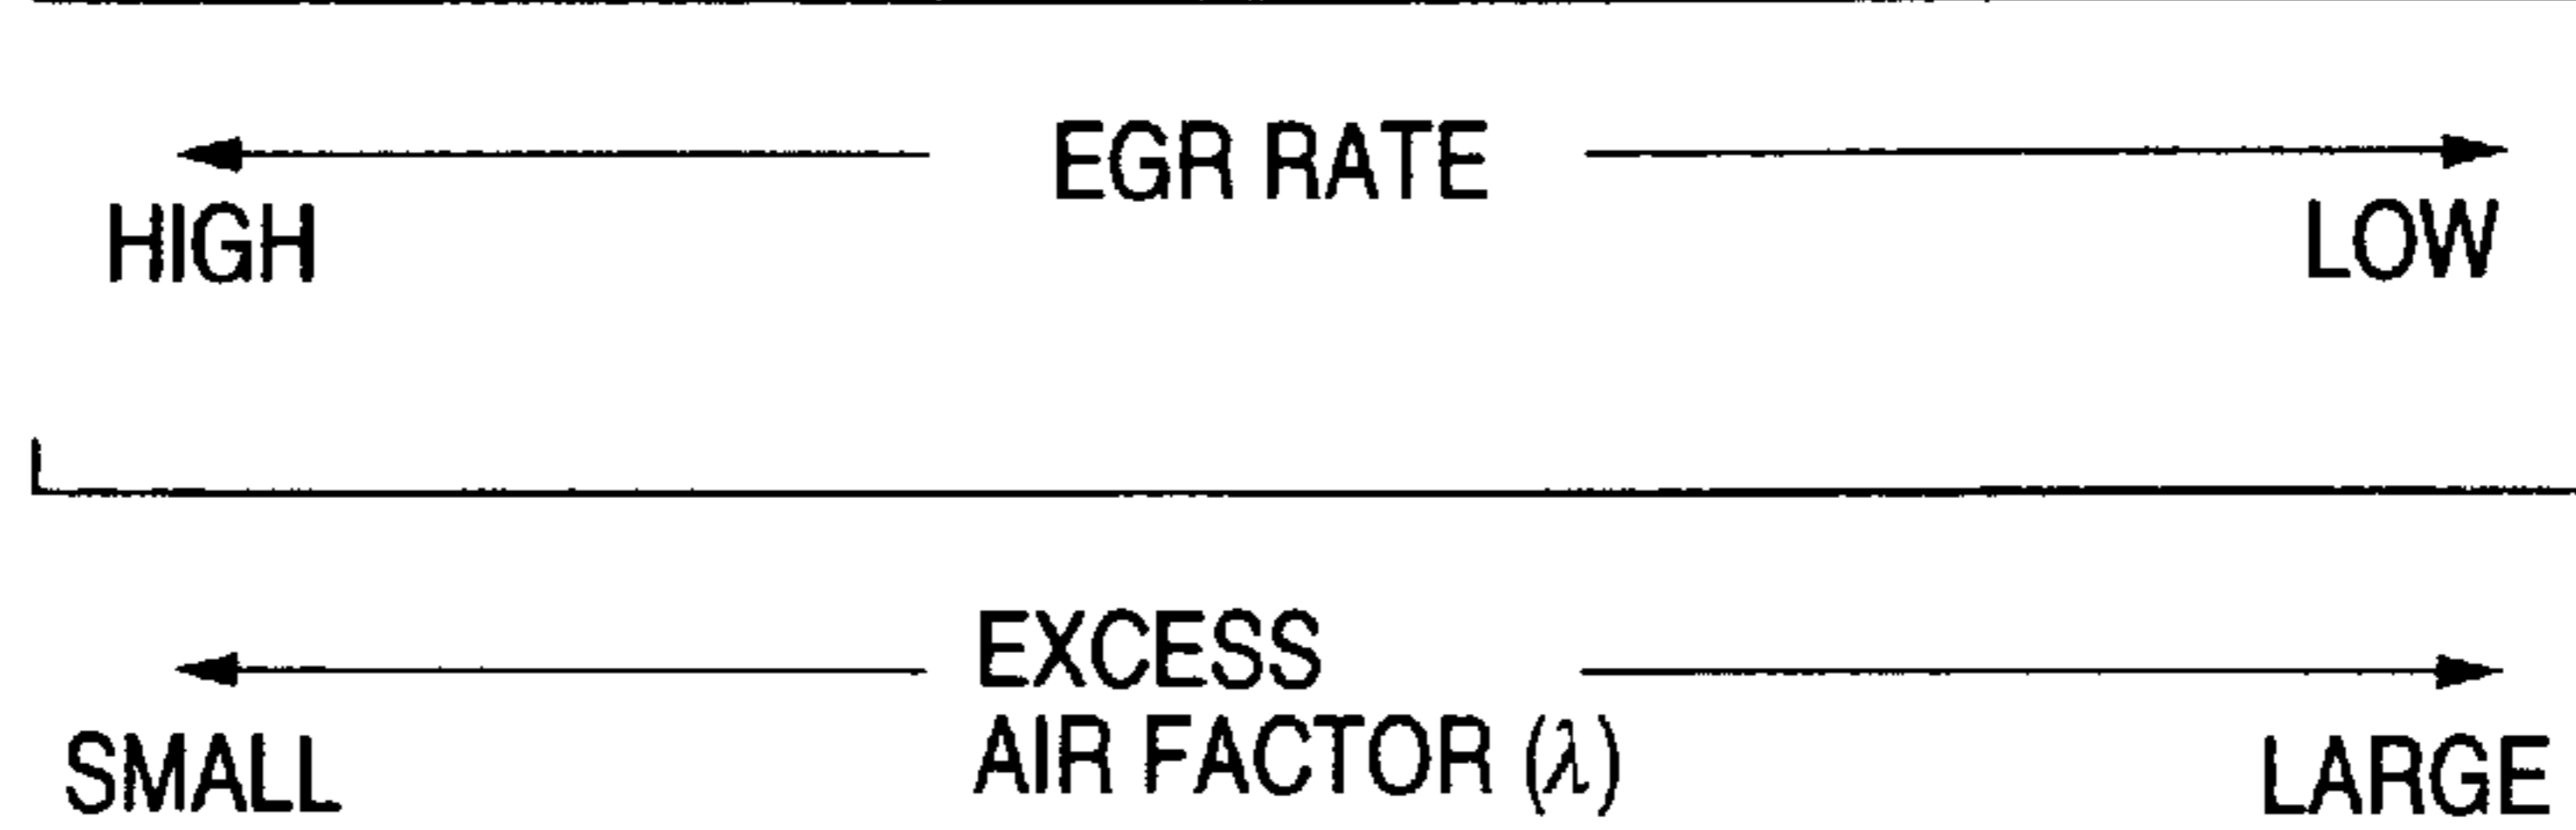 EGR RATE
HIGH
LOW
EXCESS
AIR FACTOR (λ)
SMALL
LARGE